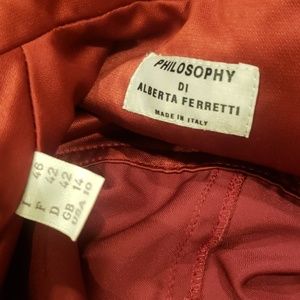 PHILOSOPHY
DI
ALBERTA FERRETTI
MADE IN ITALY
I 46
F 42
D 42
GB 14
USA 10